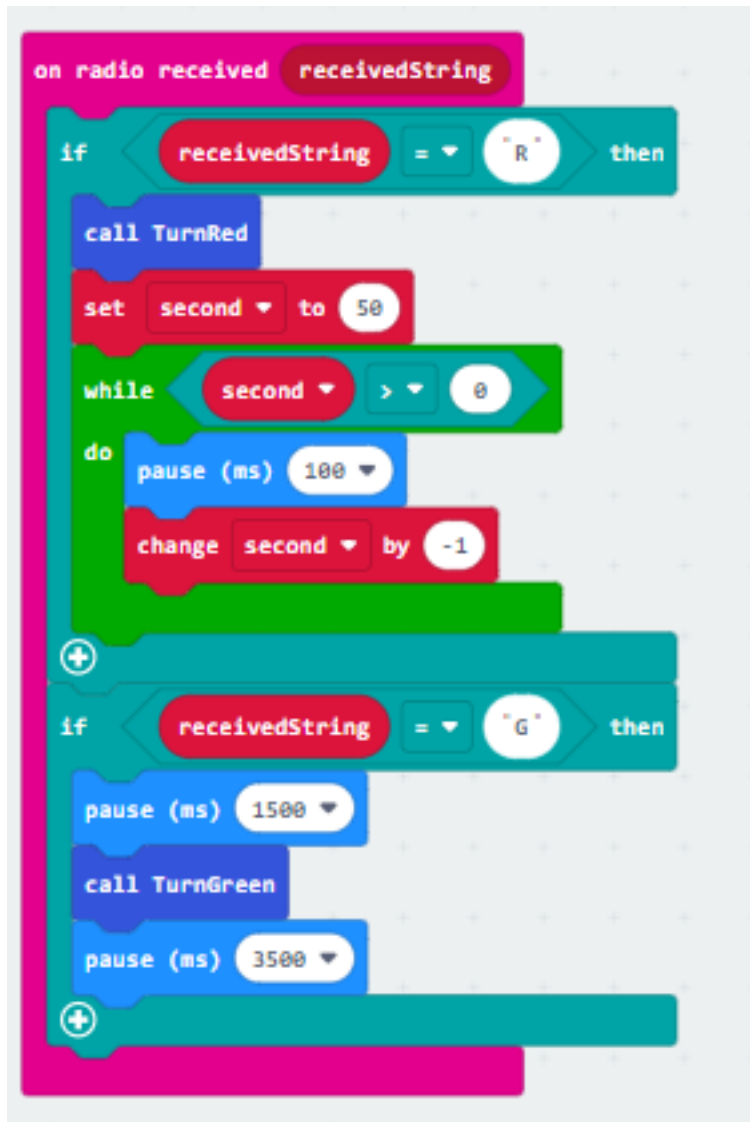 on radio received receivedString
if receivedString = "R" then
call TurnRed
set second to 50
while second > 0
do
pause (ms) 100
change second by -1
if receivedString = "G" then
pause (ms) 1500
call TurnGreen
pause (ms) 3500